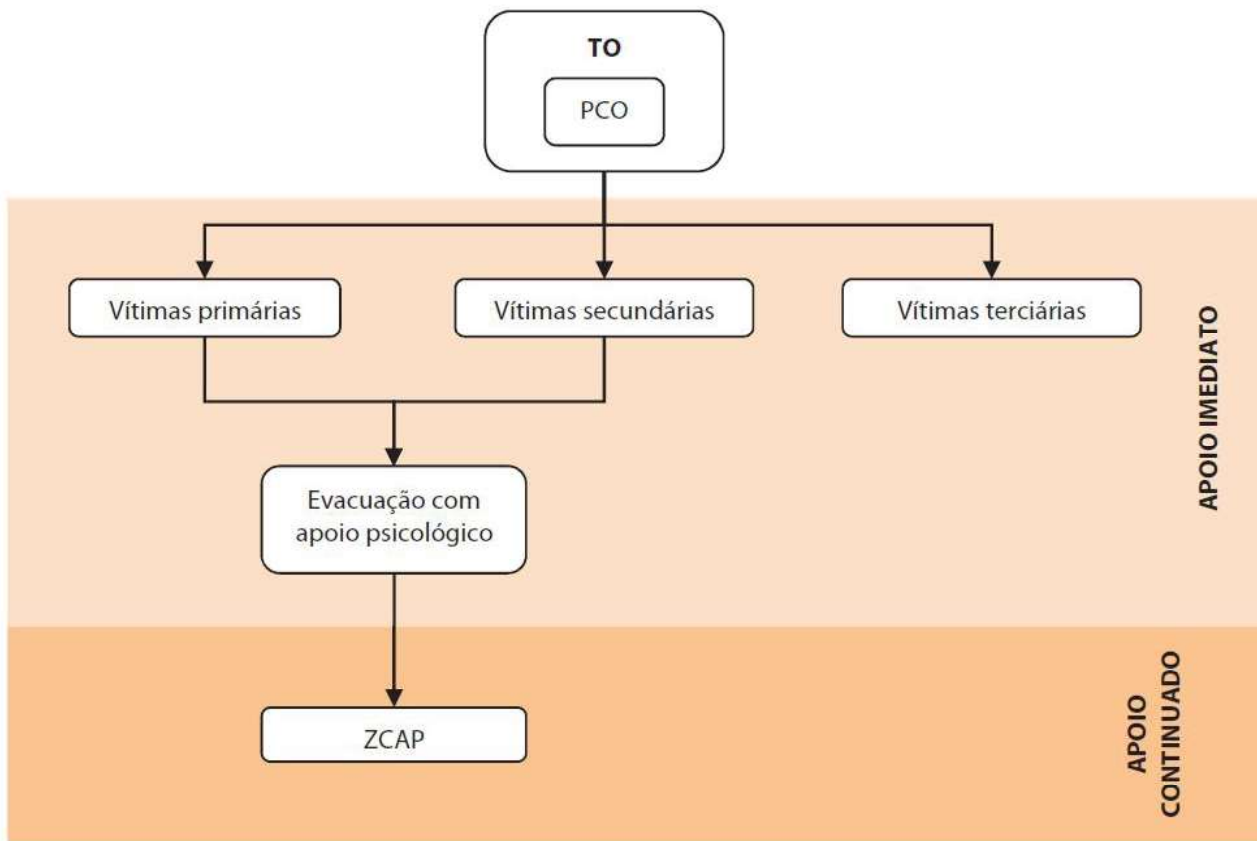 TO
PCO
Vítimas primárias
Vítimas secundárias
Vítimas terciárias
Evacuação com
apoio psicológico
APOIO IMEDIATO
ZCAP
APOIO
CONTINUADO